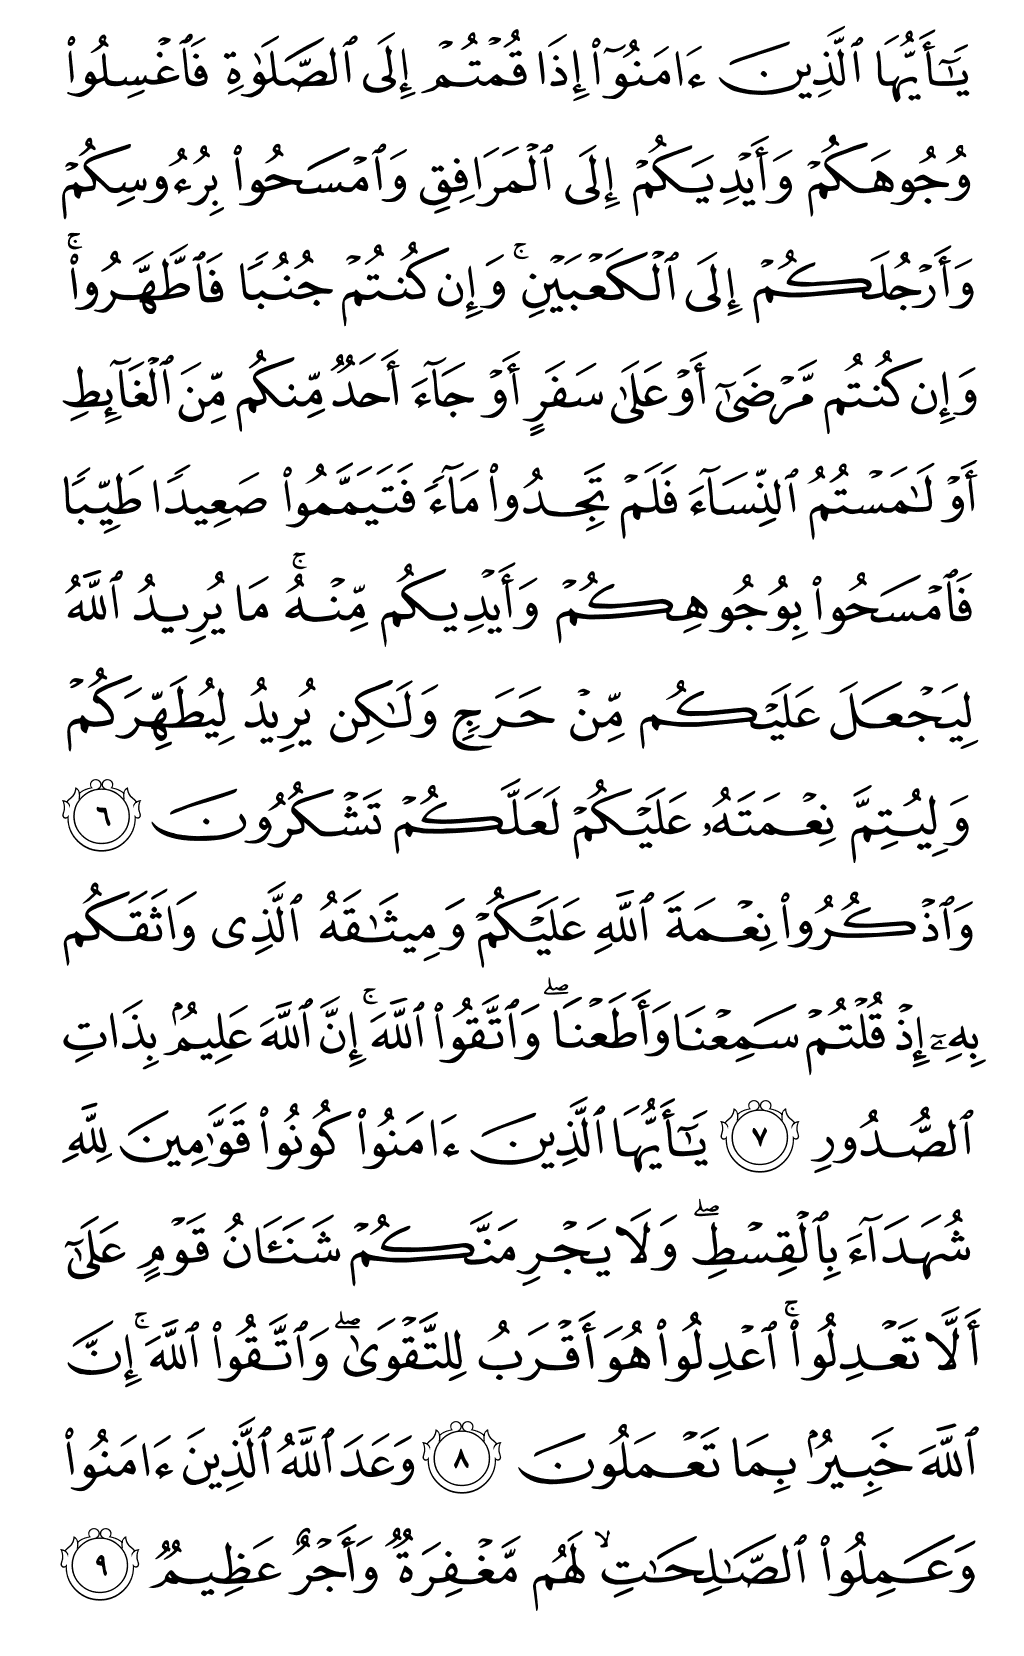 يَـٰٓأَيُّهَا ٱلَّذِينَ ءَامَنُوٓا۟ إِذَا قُمْتُمْ إِلَى ٱلصَّلَوٰةِ فَٱغْسِلُوا۟
وُجُوهَكُمْ وَأَيْدِيَكُمْ إِلَى ٱلْمَرَافِقِ وَٱمْسَحُوا۟ بِرُءُوسِكُمْ
وَأَرْجُلَكُمْ إِلَى ٱلْكَعْبَيْنِ ۚ وَإِن كُنتُمْ جُنُبًا فَٱطَّهَّرُوا۟ ۚ
وَإِن كُنتُم مَّرْضَىٰٓ أَوْ عَلَىٰ سَفَرٍ أَوْ جَآءَ أَحَدٌ مِّنكُم مِّنَ ٱلْغَآئِطِ
أَوْ لَـٰمَسْتُمُ ٱلنِّسَآءَ فَلَمْ تَجِدُوا۟ مَآءً فَتَيَمَّمُوا۟ صَعِيدًا طَيِّبًا
فَٱمْسَحُوا۟ بِوُجُوهِكُمْ وَأَيْدِيكُم مِّنْهُ ۚ مَا يُرِيدُ ٱللَّهُ
لِيَجْعَلَ عَلَيْكُم مِّنْ حَرَجٍ وَلَـٰكِن يُرِيدُ لِيُطَهِّرَكُمْ
وَلِيُتِمَّ نِعْمَتَهُۥ عَلَيْكُمْ لَعَلَّكُمْ تَشْكُرُونَ ٦
وَٱذْكُرُوا۟ نِعْمَةَ ٱللَّهِ عَلَيْكُمْ وَمِيثَـٰقَهُ ٱلَّذِى وَاثَقَكُم
بِهِۦٓ إِذْ قُلْتُمْ سَمِعْنَا وَأَطَعْنَا ۖ وَٱتَّقُوا۟ ٱللَّهَ ۚ إِنَّ ٱللَّهَ عَلِيمٌۢ بِذَاتِ
ٱلصُّدُورِ ٧ يَـٰٓأَيُّهَا ٱلَّذِينَ ءَامَنُوا۟ كُونُوا۟ قَوَّٰمِينَ لِلَّهِ
شُهَدَآءَ بِٱلْقِسْطِ ۖ وَلَا يَجْرِمَنَّكُمْ شَنَـَٔانُ قَوْمٍ عَلَىٰٓ
أَلَّا تَعْدِلُوا۟ ۚ ٱعْدِلُوا۟ هُوَ أَقْرَبُ لِلتَّقْوَىٰ ۖ وَٱتَّقُوا۟ ٱللَّهَ ۚ إِنَّ
ٱللَّهَ خَبِيرٌۢ بِمَا تَعْمَلُونَ ٨ وَعَدَ ٱللَّهُ ٱلَّذِينَ ءَامَنُوا۟
وَعَمِلُوا۟ ٱلصَّـٰلِحَـٰتِ ۙ لَهُم مَّغْفِرَةٌ وَأَجْرٌ عَظِيمٌ ٩